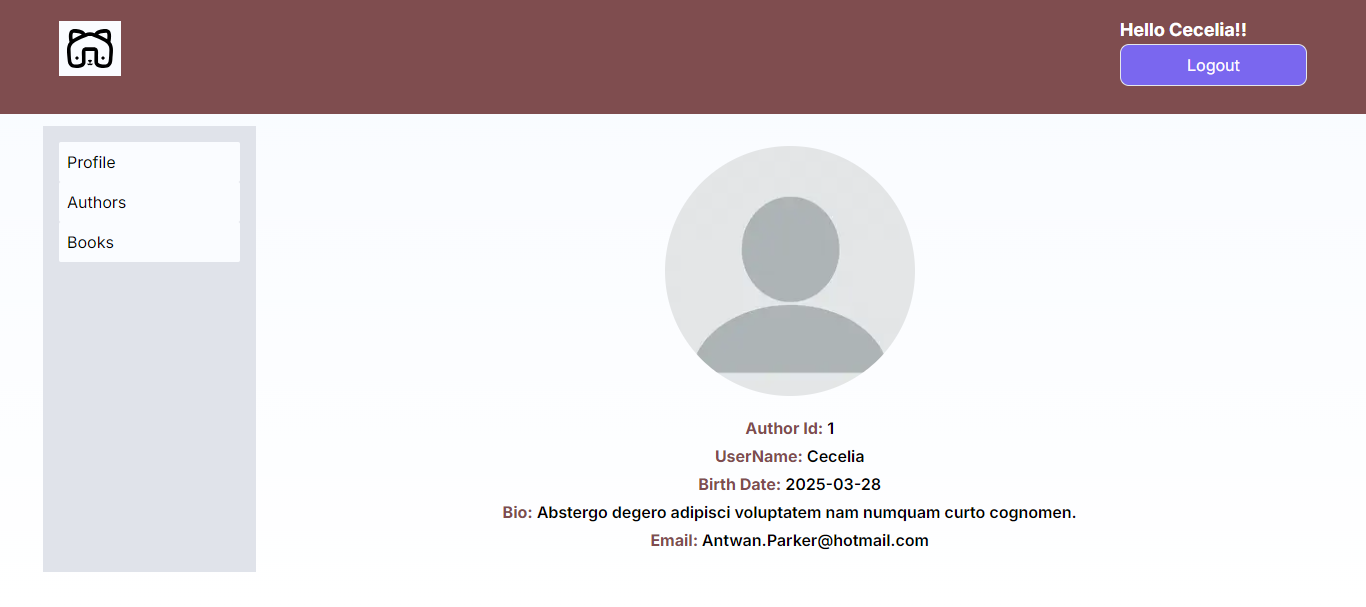 Hello Cecelia!!
Logout
Profile
Authors
Books
Author Id: 1
UserName: Cecelia
Birth Date: 2025-03-28
Bio: Abstergo degero adipisci voluptatem nam numquam curto cognomen.
Email: Antwan.Parker@hotmail.com